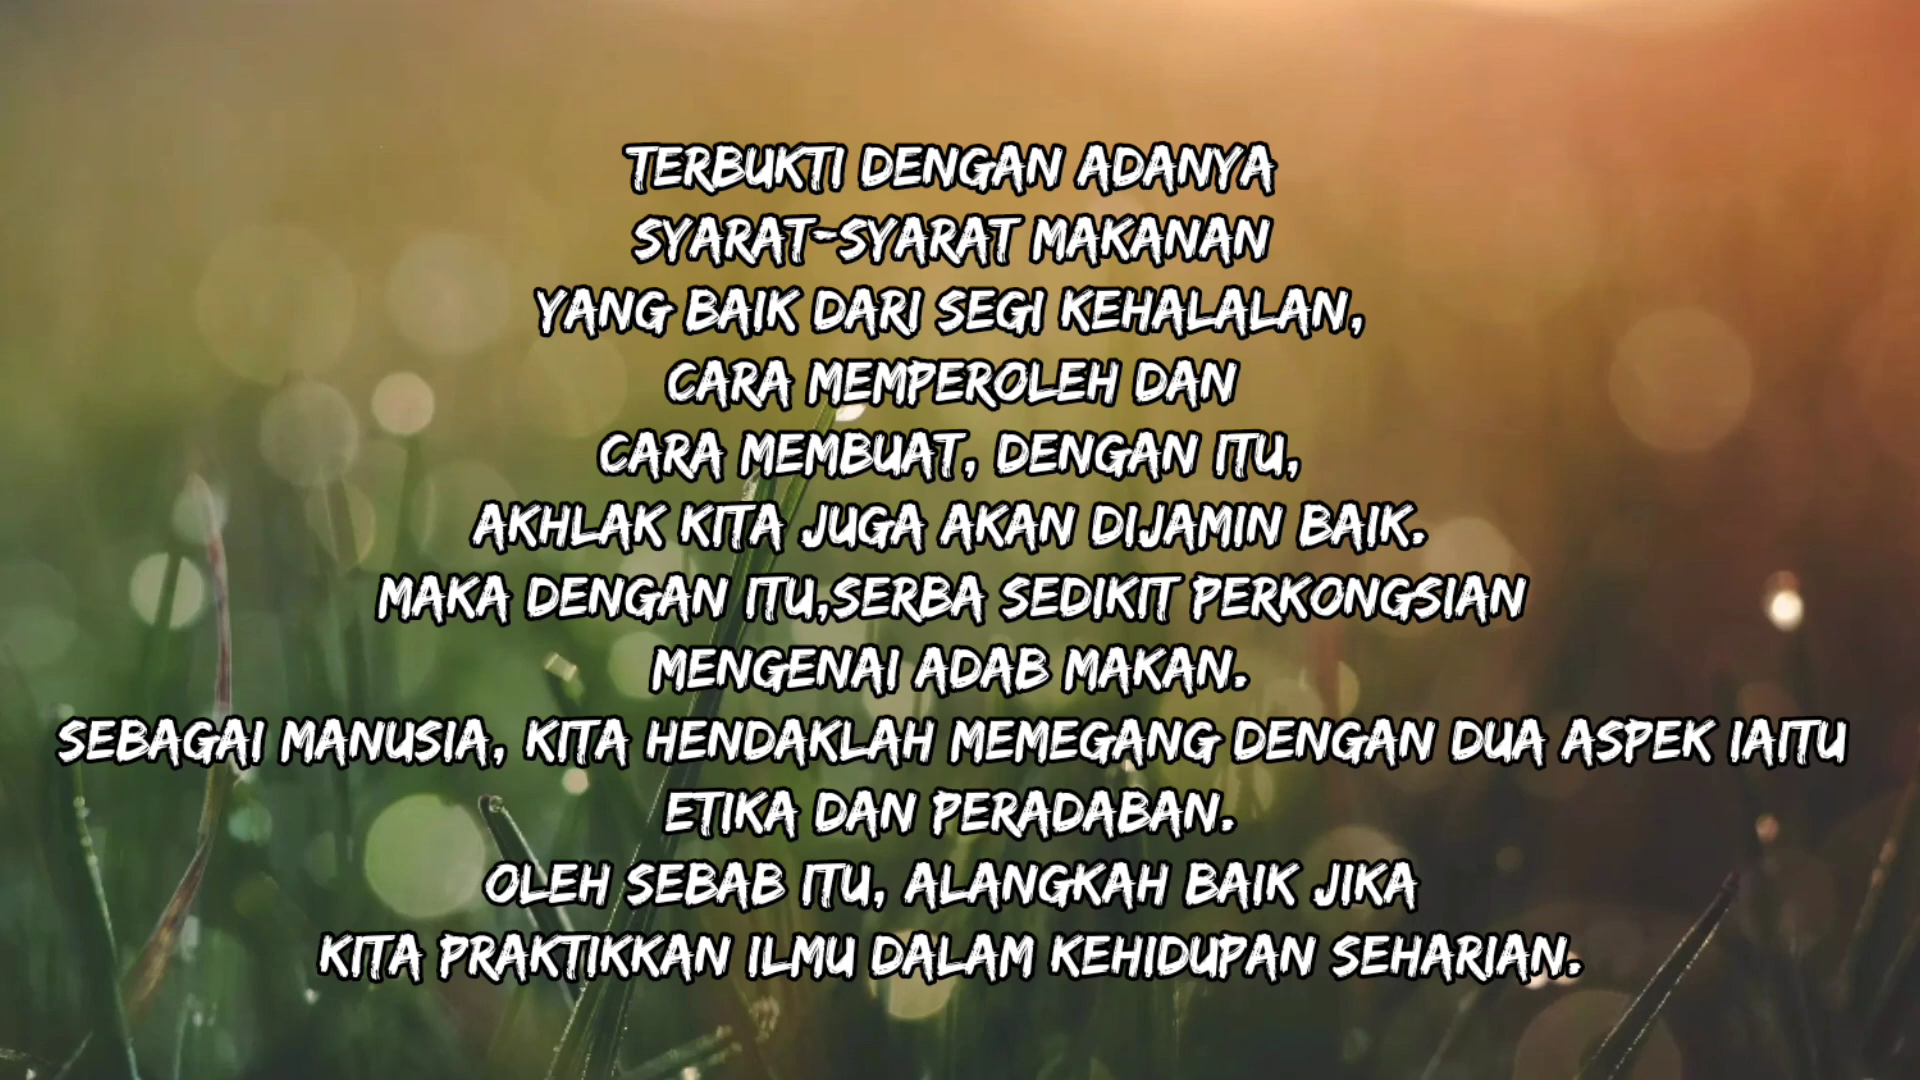 TERBUKTI DENGAN ADANYA
SYARAT-SYARAT MAKANAN
YANG BAIK DARI SEGI KEHALALAN,
CARA MEMPEROLEH DAN
CARA MEMBUAT, DENGAN ITU,
AKHLAK KITA JUGA AKAN DIJAMIN BAIK.
MAKA DENGAN ITU,SERBA SEDIKIT PERKONGSIAN
MENGENAI ADAB MAKAN.
SEBAGAI MANUSIA, KITA HENDAKLAH MEMEGANG DENGAN DUA ASPEK IAITU
ETIKA DAN PERADABAN.
OLEH SEBAB ITU, ALANGKAH BAIK JIKA
KITA PRAKTIKKAN ILMU DALAM KEHIDUPAN SEHARIAN.